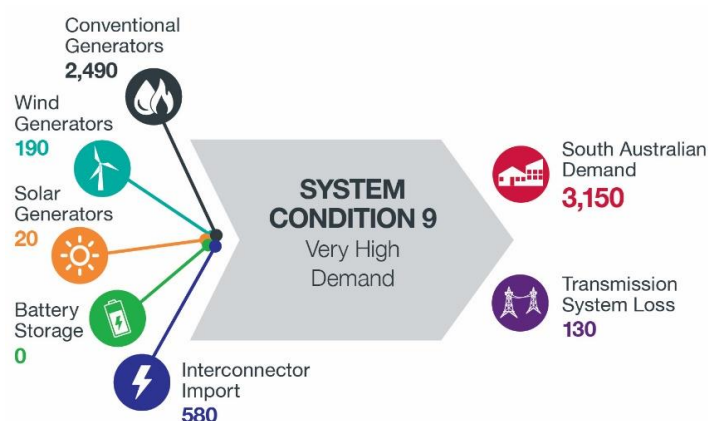 Conventional
Generators
2,490
Wind
Generators
190
Solar
Generators
20
Battery
Storage
0
Interconnector
Import
580
SYSTEM
CONDITION 9
Very High
Demand
South Australian
Demand
3,150
Transmission
System Loss
130